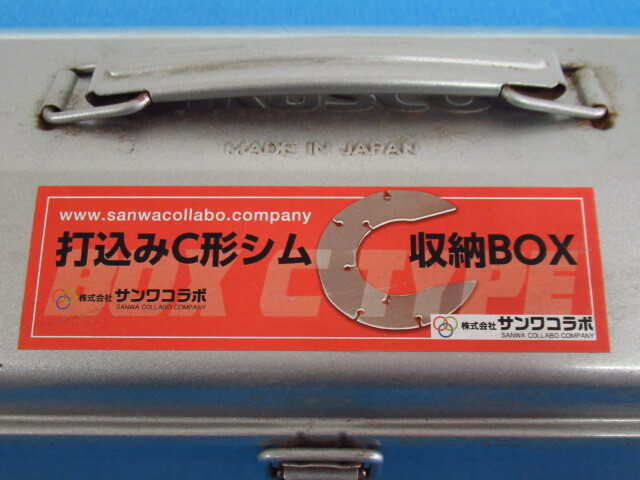 TRUSCO
MADE IN JAPAN
www.sanwacollabo.company
打込みC形シム 収納BOX
BOX C TYPE
株式会社 サンワコラボ
SANWA COLLABO COMPANY
株式会社 サンワコラボ
SANWA COLLABO COMPANY